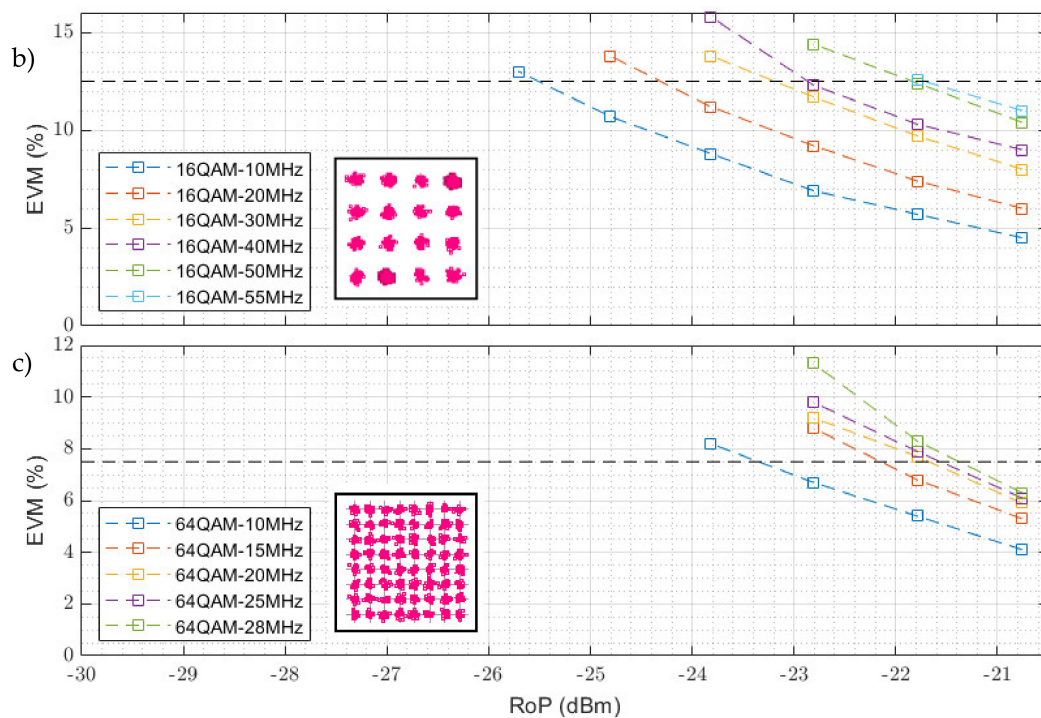 b)
EVM (%)
15
10
5
0
16QAM-10MHz
16QAM-20MHz
16QAM-30MHz
16QAM-40MHz
16QAM-50MHz
16QAM-55MHz
c)
EVM (%)
12
10
8
6
4
2
0
64QAM-10MHz
64QAM-15MHz
64QAM-20MHz
64QAM-25MHz
64QAM-28MHz
-30 -29 -28 -27 -26 -25 -24 -23 -22 -21
RoP (dBm)